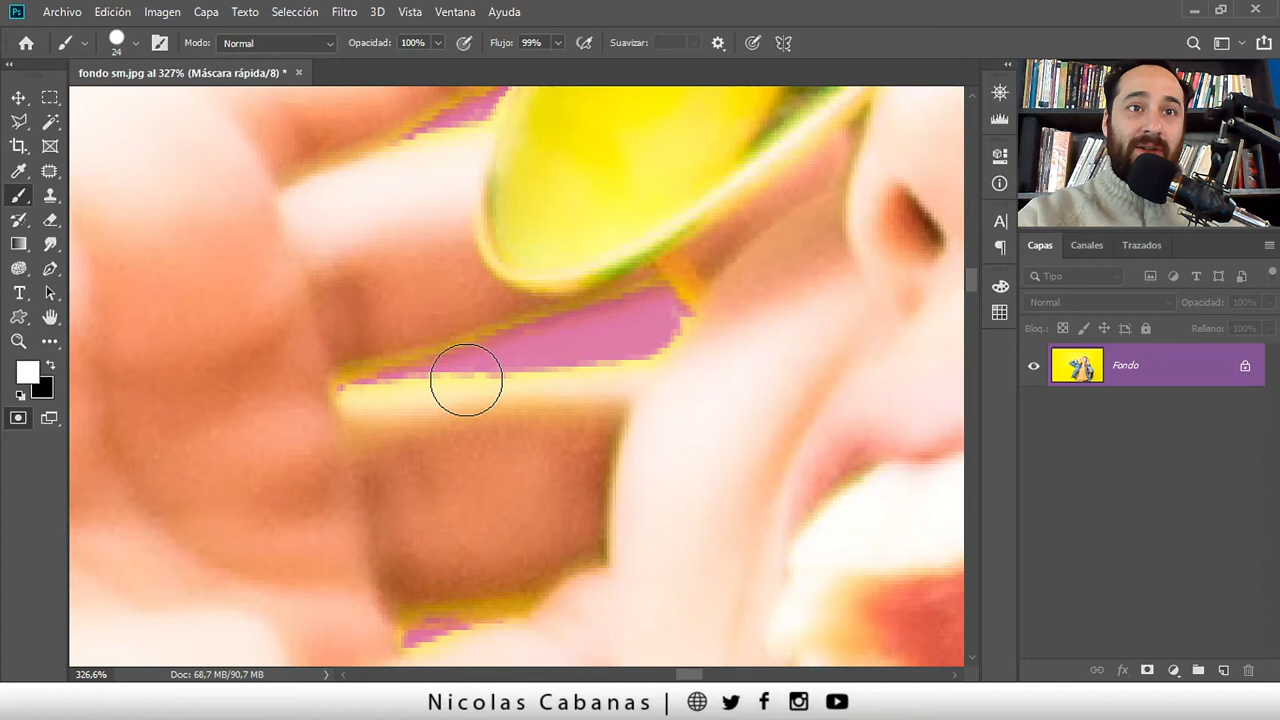 Ps Archivo Edición Imagen Capa Texto Selección Filtro 3D Vista Ventana Ayuda
24 Modo: Normal Opacidad: 100% Flujo: 99% Suavizar:
fondo sm.jpg al 327% (Máscara rápida/8) *
Capas Canales Trazados
Tipo
Normal Opacidad: 100%
Bloq.: Relleno: 100%
Fondo
326,6% Doc: 68,7 MB/90,7 MB
Nicolas Cabanas |